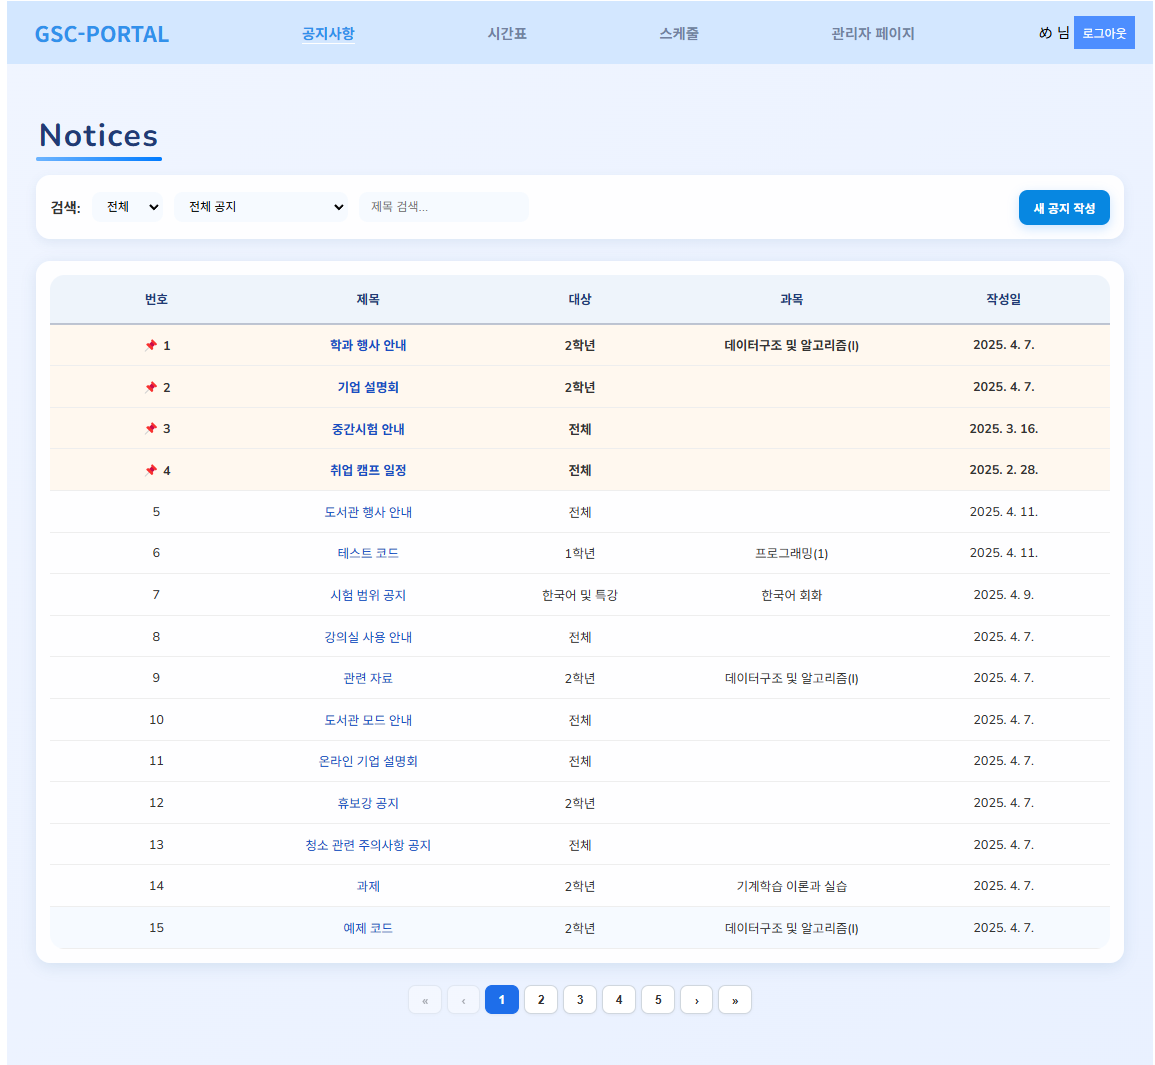 GSC-PORTAL 공지사항 시간표 스케줄 관리자 페이지 め 님 로그아웃
Notices
검색: 전체 전체 공지 제목 검색... 새 공지 작성
번호 제목 대상 과목 작성일
1 학과 행사 안내 2학년 데이터구조 및 알고리즘(I) 2025. 4. 7.
2 기업 설명회 2학년 2025. 4. 7.
3 중간시험 안내 전체 2025. 3. 16.
4 취업 캠프 일정 전체 2025. 2. 28.
5 도서관 행사 안내 전체 2025. 4. 11.
6 테스트 코드 1학년 프로그래밍(1) 2025. 4. 11.
7 시험 범위 공지 한국어 및 특강 한국어 회화 2025. 4. 9.
8 강의실 사용 안내 전체 2025. 4. 7.
9 관련 자료 2학년 데이터구조 및 알고리즘(I) 2025. 4. 7.
10 도서관 모드 안내 전체 2025. 4. 7.
11 온라인 기업 설명회 전체 2025. 4. 7.
12 휴보강 공지 2학년 2025. 4. 7.
13 청소 관련 주의사항 공지 전체 2025. 4. 7.
14 과제 2학년 기계학습 이론과 실습 2025. 4. 7.
15 예제 코드 2학년 데이터구조 및 알고리즘(I) 2025. 4. 7.
« ‹ 1 2 3 4 5 › »